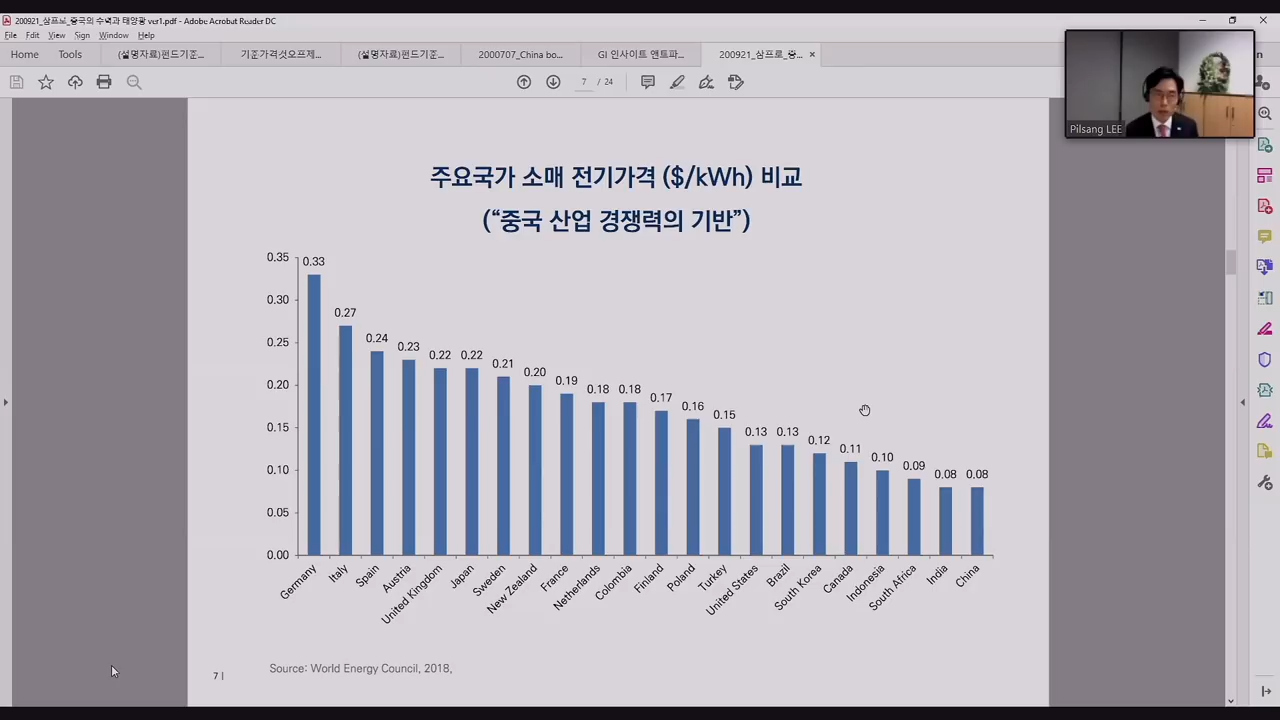 200921_삼프로_중국의 수력과 태양광 ver1.pdf - Adobe Acrobat Reader DC
File Edit View Sign Window Help
Home Tools (설명자료)펀드기준... 기준가격것오프제... (설명자료)펀드기준... 2000707_China bo... GI 인사이트 앤트파... 200921_삼프로_중... ×
7 / 24
Pilsang LEE
주요국가 소매 전기가격 ($/kWh) 비교
(“중국 산업 경쟁력의 기반”)
0.35 0.30 0.25 0.20 0.15 0.10 0.05 0.00
0.33 0.27 0.24 0.23 0.22 0.22 0.21 0.20 0.19 0.18 0.18 0.17 0.16 0.15 0.13 0.13 0.12 0.11 0.10 0.09 0.08 0.08
Germany Italy Spain Austria United Kingdom Japan Sweden New Zealand France Netherlands Colombia Finland Poland Turkey United States Brazil South Korea Canada Indonesia South Africa India China
Source: World Energy Council, 2018,
7 |